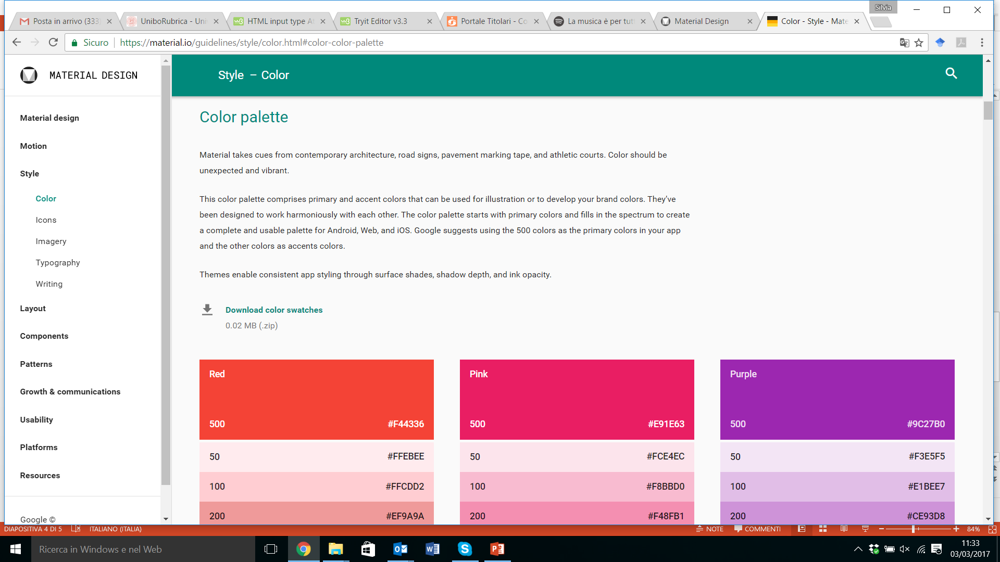 Silvia
Posta in arrivo (333)
UniboRubrica - Uni
HTML input type At
Tryit Editor v3.3
Portale Titolari - Co
La musica è per tutt
Material Design
Color - Style - Mate
Sicuro
https://material.io/guidelines/style/color.html#color-color-palette
MATERIAL DESIGN
Style – Color
Material design
Motion
Style
Color
Icons
Imagery
Typography
Writing
Layout
Components
Patterns
Growth & communications
Usability
Platforms
Resources
Google ©
Color palette
Material takes cues from contemporary architecture, road signs, pavement marking tape, and athletic courts. Color should be
unexpected and vibrant.
This color palette comprises primary and accent colors that can be used for illustration or to develop your brand colors. They’ve
been designed to work harmoniously with each other. The color palette starts with primary colors and fills in the spectrum to create
a complete and usable palette for Android, Web, and iOS. Google suggests using the 500 colors as the primary colors in your app
and the other colors as accents colors.
Themes enable consistent app styling through surface shades, shadow depth, and ink opacity.
Download color swatches
0.02 MB (.zip)
Red
500 #F44336
50 #FFEBEE
100 #FFCDD2
200 #EF9A9A
Pink
500 #E91E63
50 #FCE4EC
100 #F8BBD0
200 #F48FB1
Purple
500 #9C27B0
50 #F3E5F5
100 #E1BEE7
200 #CE93D8
DIAPOSITIVA 4 DI 5 ITALIANO (ITALIA) NOTE COMMENTI 84%
Ricerca in Windows e nel Web
11:33
03/03/2017